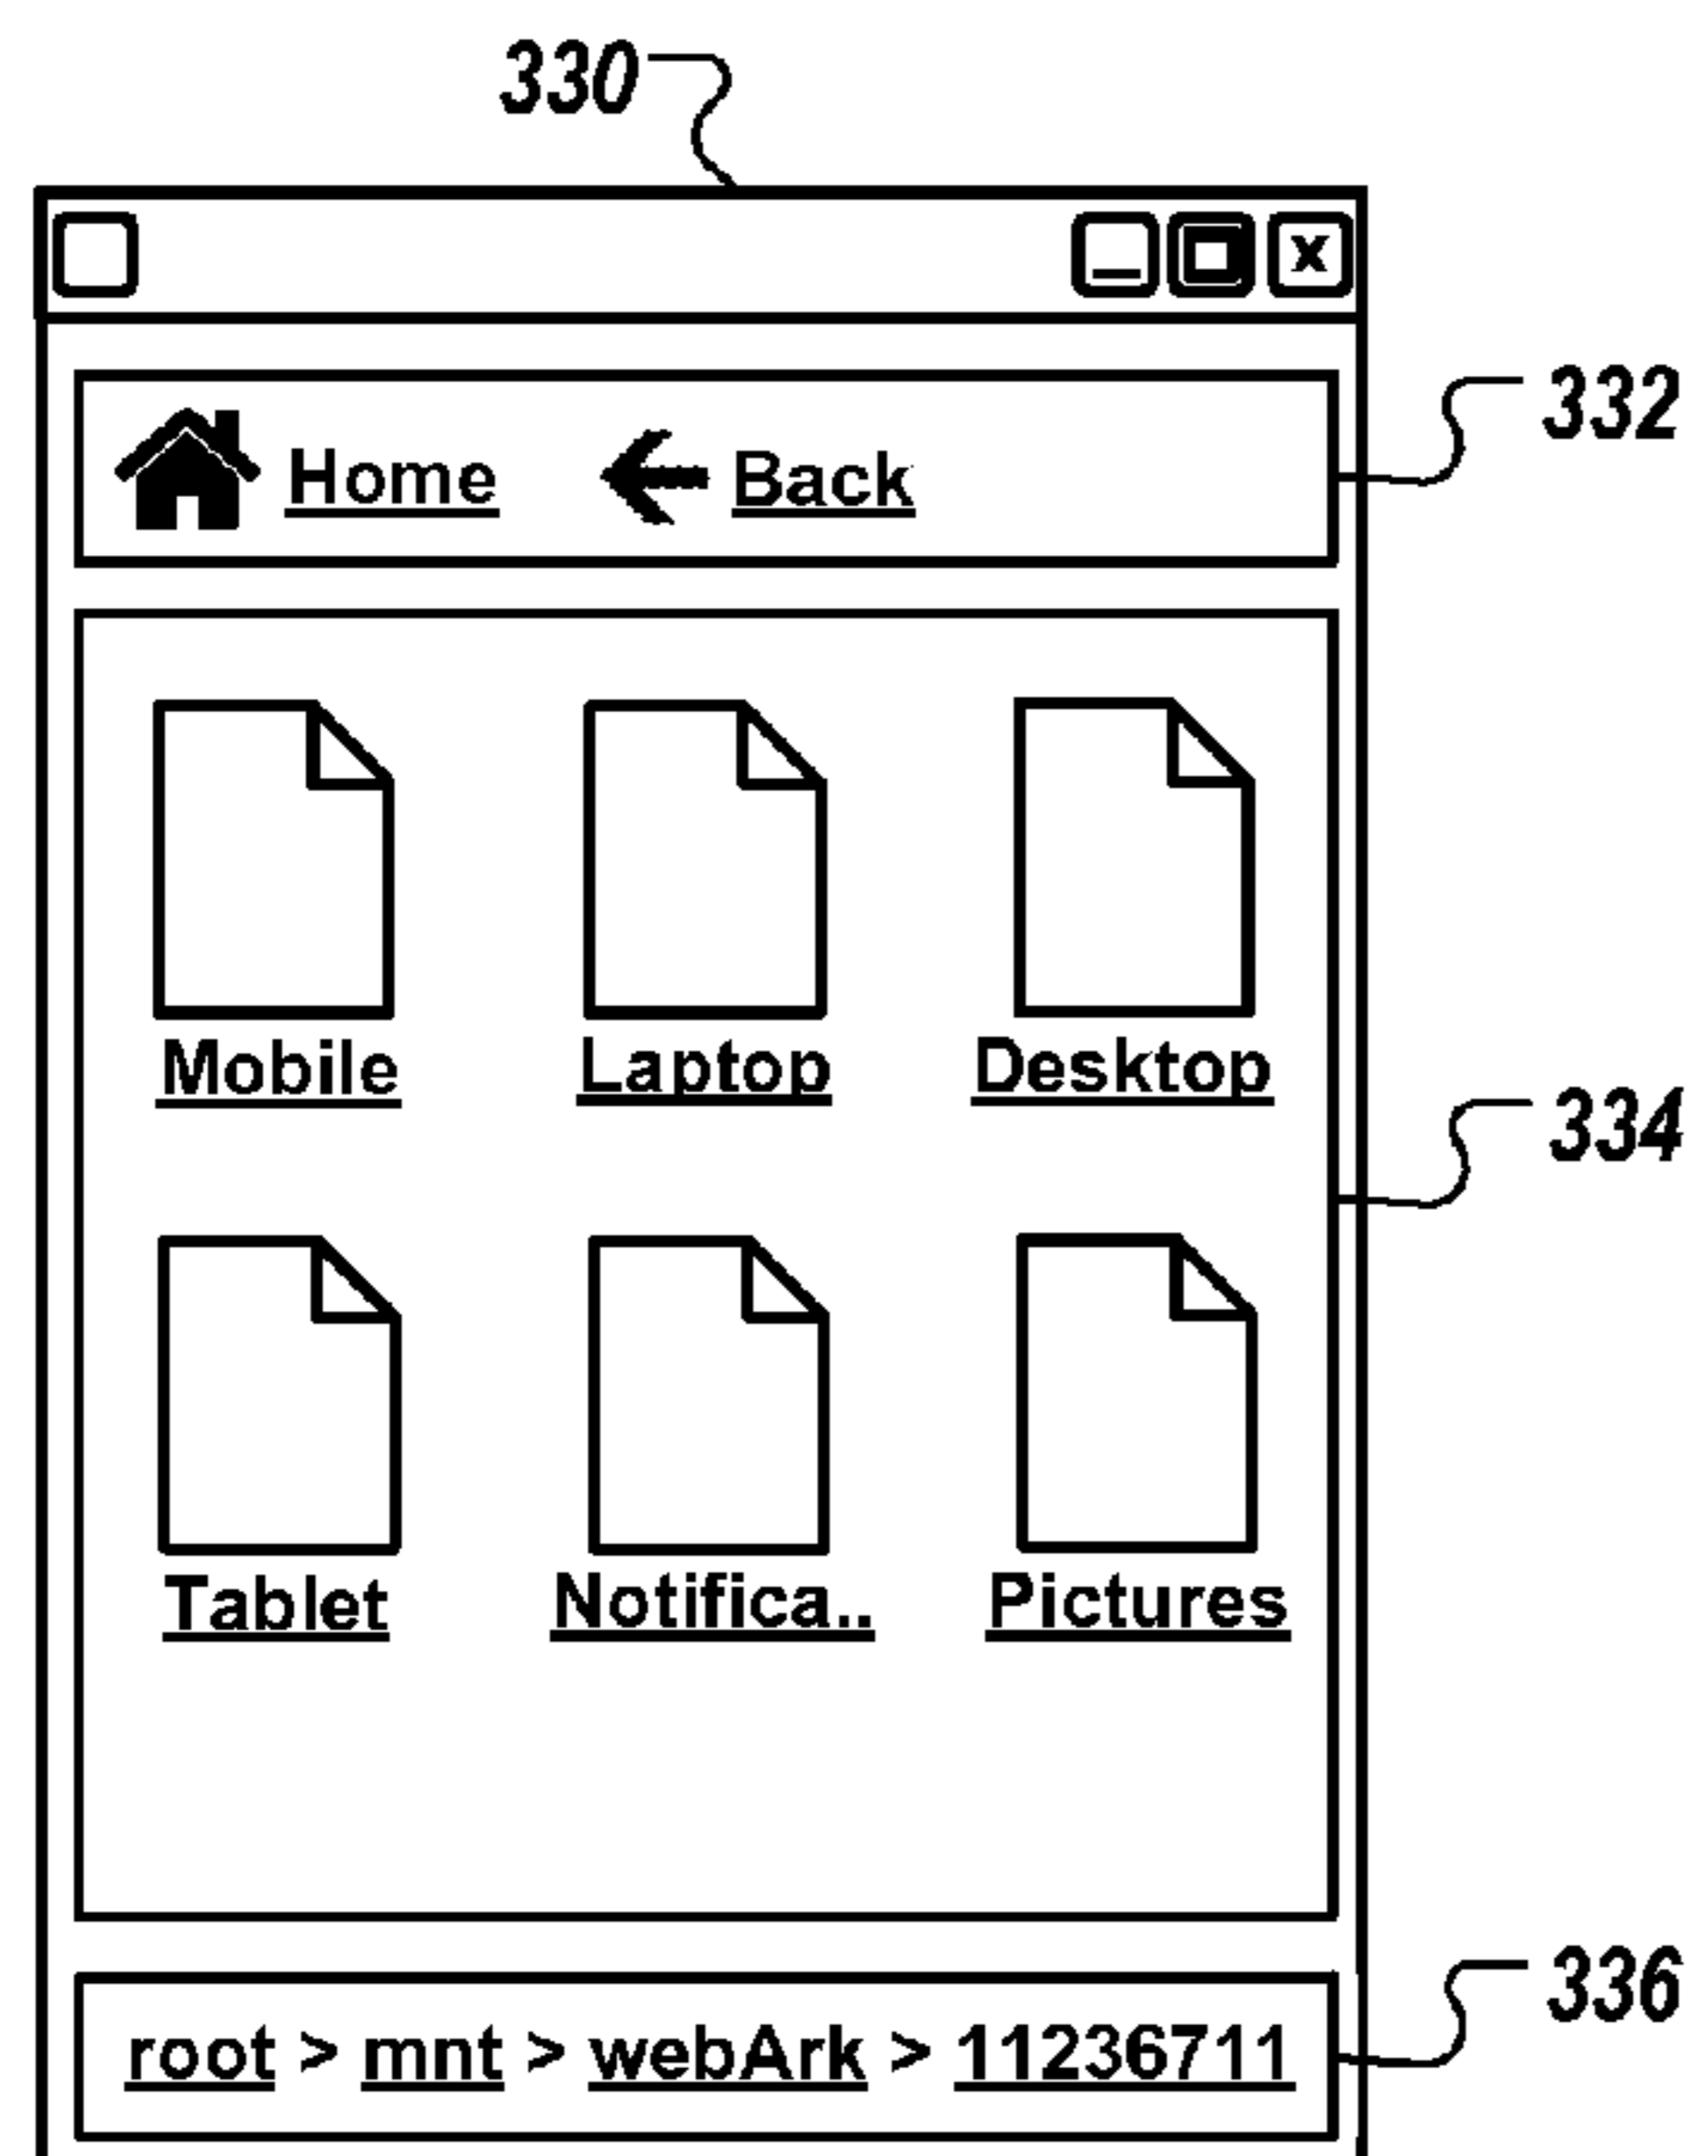 330
x
Home Back 332
Mobile Laptop Desktop
334
Tablet Notifica.. Pictures
root > mnt > webArk > 11236711 336